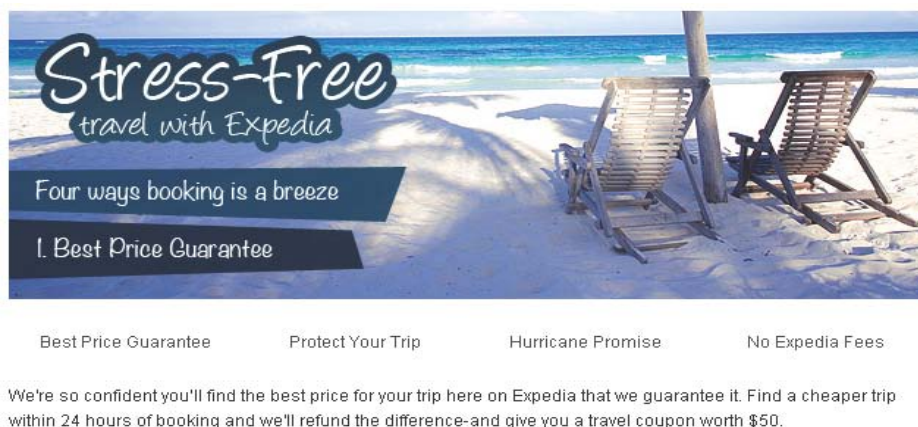 Stress-Free
travel with Expedia
Four ways booking is a breeze
1. Best Price Guarantee
Best Price Guarantee Protect Your Trip Hurricane Promise No Expedia Fees
We're so confident you'll find the best price for your trip here on Expedia that we guarantee it. Find a cheaper trip
within 24 hours of booking and we'll refund the difference-and give you a travel coupon worth $50.